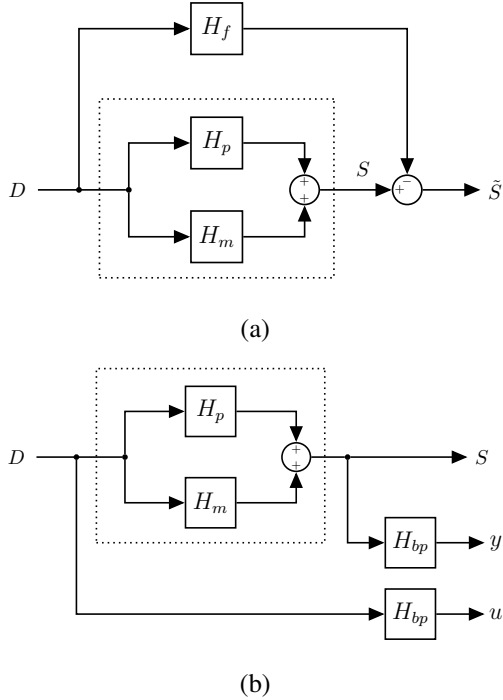 H_f
H_p
D
+
+
S
+
−
S̃
H_m
(a)
H_p
D
+
+
S
H_m
H_bp
y
H_bp
u
(b)